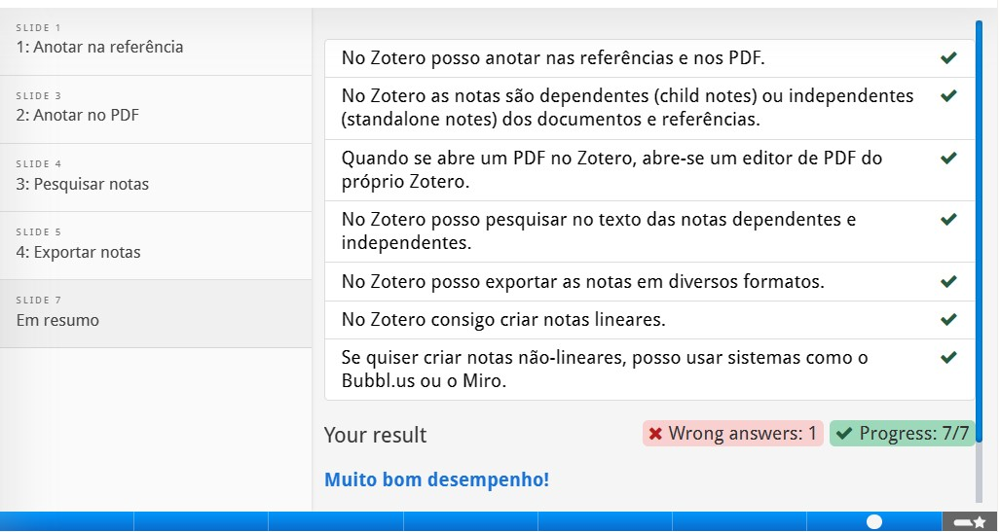 SLIDE 1
1: Anotar na referência
SLIDE 3
2: Anotar no PDF
SLIDE 4
3: Pesquisar notas
SLIDE 5
4: Exportar notas
SLIDE 7
Em resumo
No Zotero posso anotar nas referências e nos PDF.
No Zotero as notas são dependentes (child notes) ou independentes
(standalone notes) dos documentos e referências.
Quando se abre um PDF no Zotero, abre-se um editor de PDF do
próprio Zotero.
No Zotero posso pesquisar no texto das notas dependentes e
independentes.
No Zotero posso exportar as notas em diversos formatos.
No Zotero consigo criar notas lineares.
Se quiser criar notas não-lineares, posso usar sistemas como o
Bubbl.us ou o Miro.
Your result
Wrong answers: 1
Progress: 7/7
Muito bom desempenho!